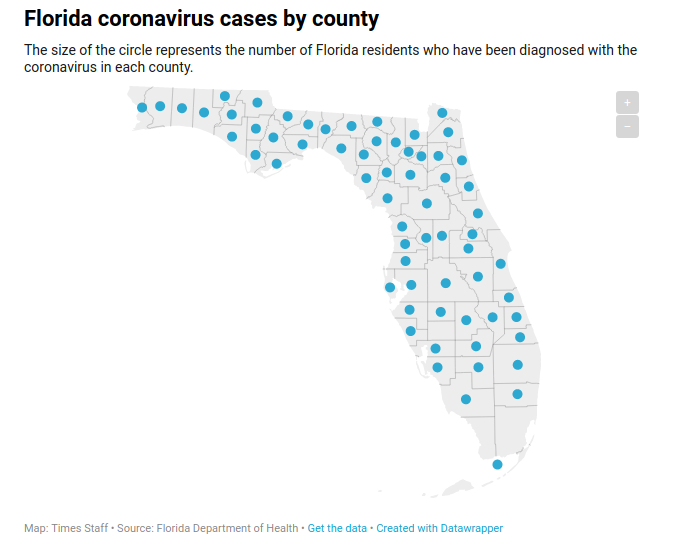 Florida coronavirus cases by county
The size of the circle represents the number of Florida residents who have been diagnosed with the
coronavirus in each county.
+
−
Map: Times Staff • Source: Florida Department of Health • Get the data • Created with Datawrapper